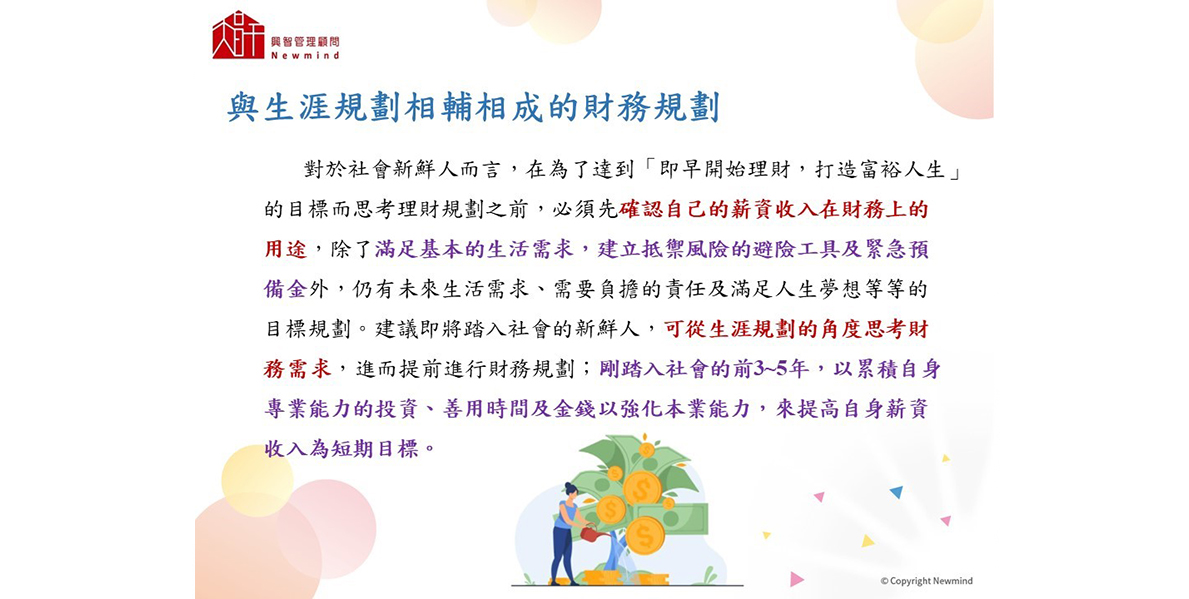 興智管理顧問
Newmind
與生涯規劃相輔相成的財務規劃
對於社會新鮮人而言，在為了達到「即早開始理財，打造富裕人生」
的目標而思考理財規劃之前，必須先確認自己的薪資收入在財務上的
用途，除了滿足基本的生活需求，建立抵禦風險的避險工具及緊急預
備金外，仍有未來生活需求、需要負擔的責任及滿足人生夢想等等的
目標規劃。建議即將踏入社會的新鮮人，可從生涯規劃的角度思考財
務需求，進而提前進行財務規劃；剛踏入社會的前3~5年，以累積自身
專業能力的投資、善用時間及金錢以強化本業能力，來提高自身薪資
收入為短期目標。
© Copyright Newmind